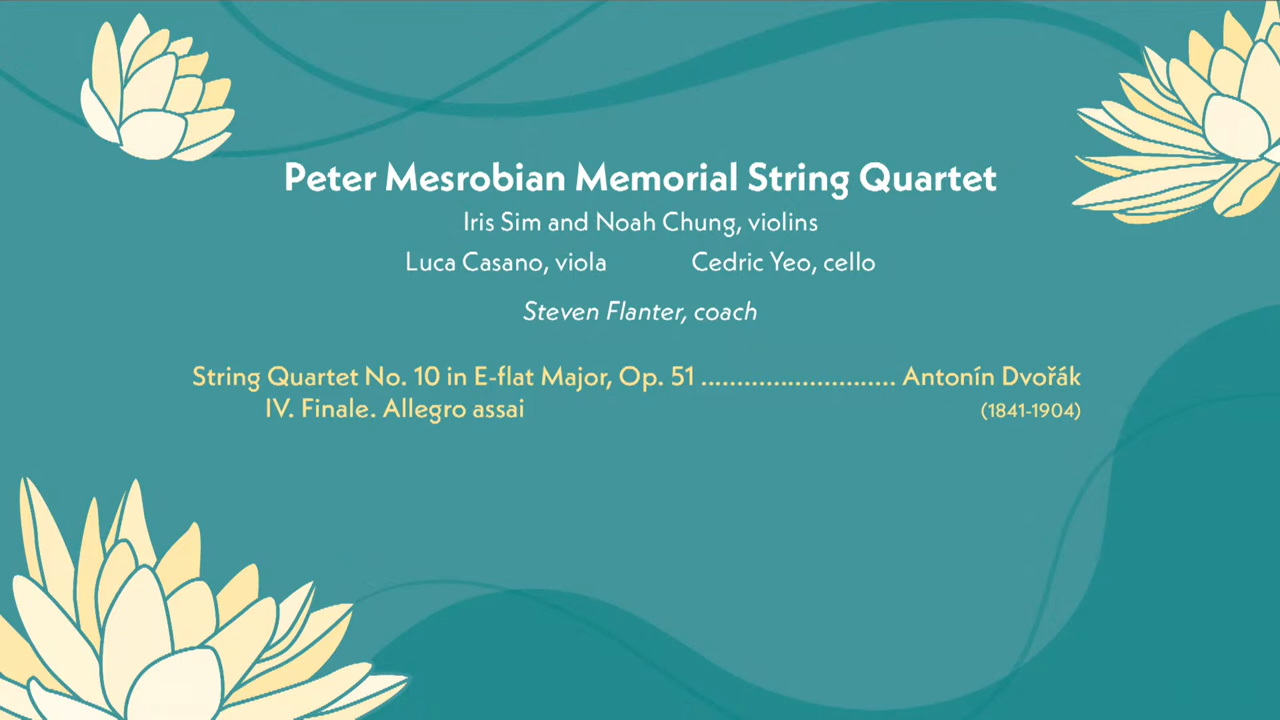 Peter Mesrobian Memorial String Quartet
Iris Sim and Noah Chung, violins
Luca Casano, viola Cedric Yeo, cello
Steven Flanter, coach
String Quartet No. 10 in E-flat Major, Op. 51 ........................... Antonín Dvořák
IV. Finale. Allegro assai (1841-1904)